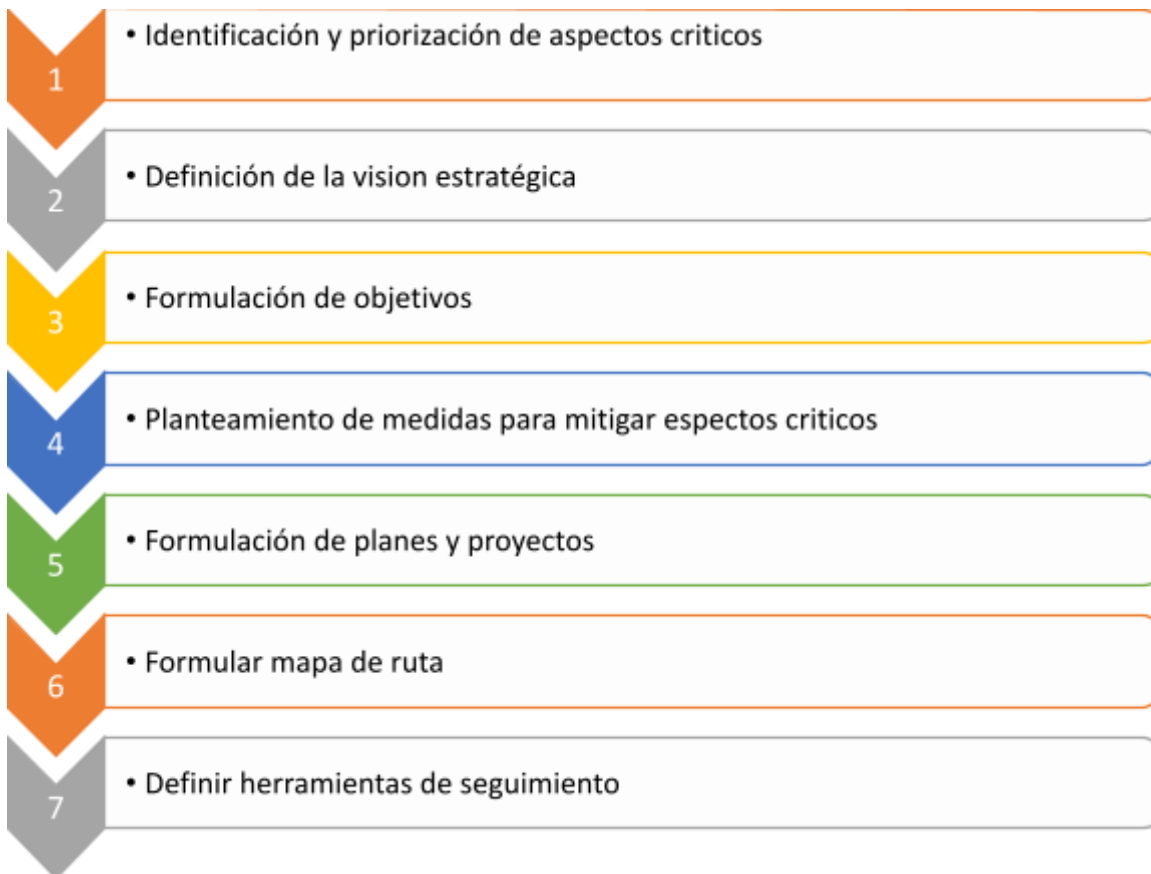 • Identificación y priorización de aspectos criticos
1
• Definición de la vision estratégica
2
• Formulación de objetivos
3
• Planteamiento de medidas para mitigar espectos criticos
4
• Formulación de planes y proyectos
5
• Formular mapa de ruta
6
• Definir herramientas de seguimiento
7